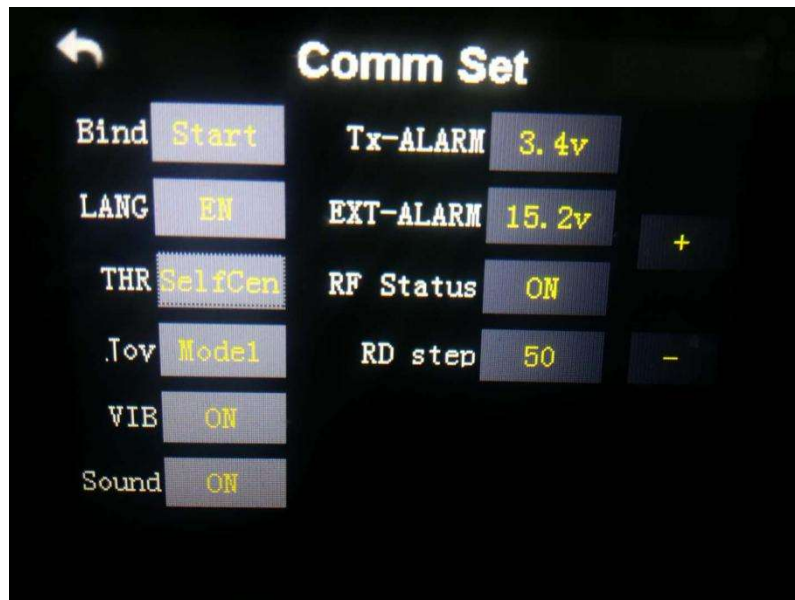 Comm Set
Bind Start Tx-ALARM 3.4v
LANG EN EXT-ALARM 15.2v
+
THR SelfCen RF Status ON
Joy Mode1 RD step 50 -
VIB ON
Sound ON